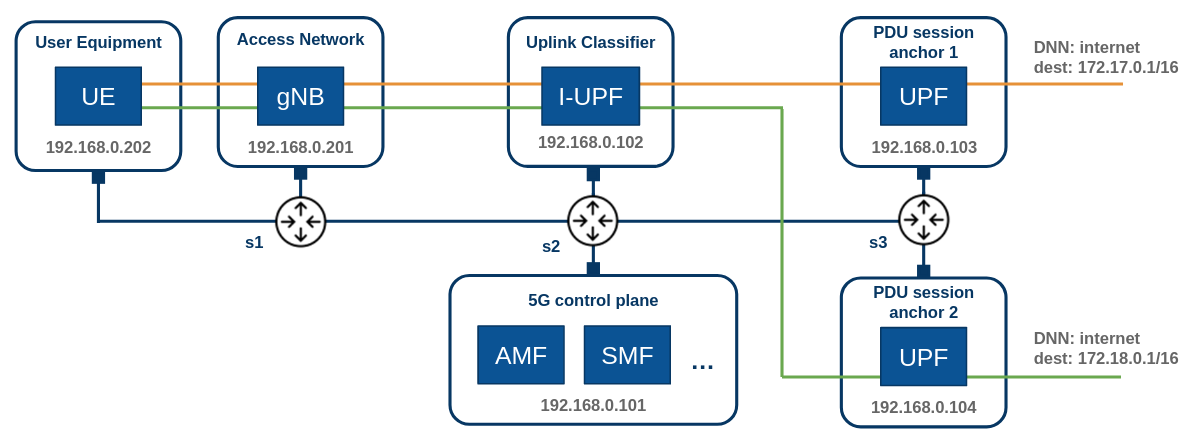 User Equipment
UE
192.168.0.202
Access Network
gNB
192.168.0.201
Uplink Classifier
I-UPF
192.168.0.102
PDU session
anchor 1
UPF
192.168.0.103
DNN: internet
dest: 172.17.0.1/16
s1
s2
s3
5G control plane
AMF
SMF
...
192.168.0.101
PDU session
anchor 2
UPF
192.168.0.104
DNN: internet
dest: 172.18.0.1/16